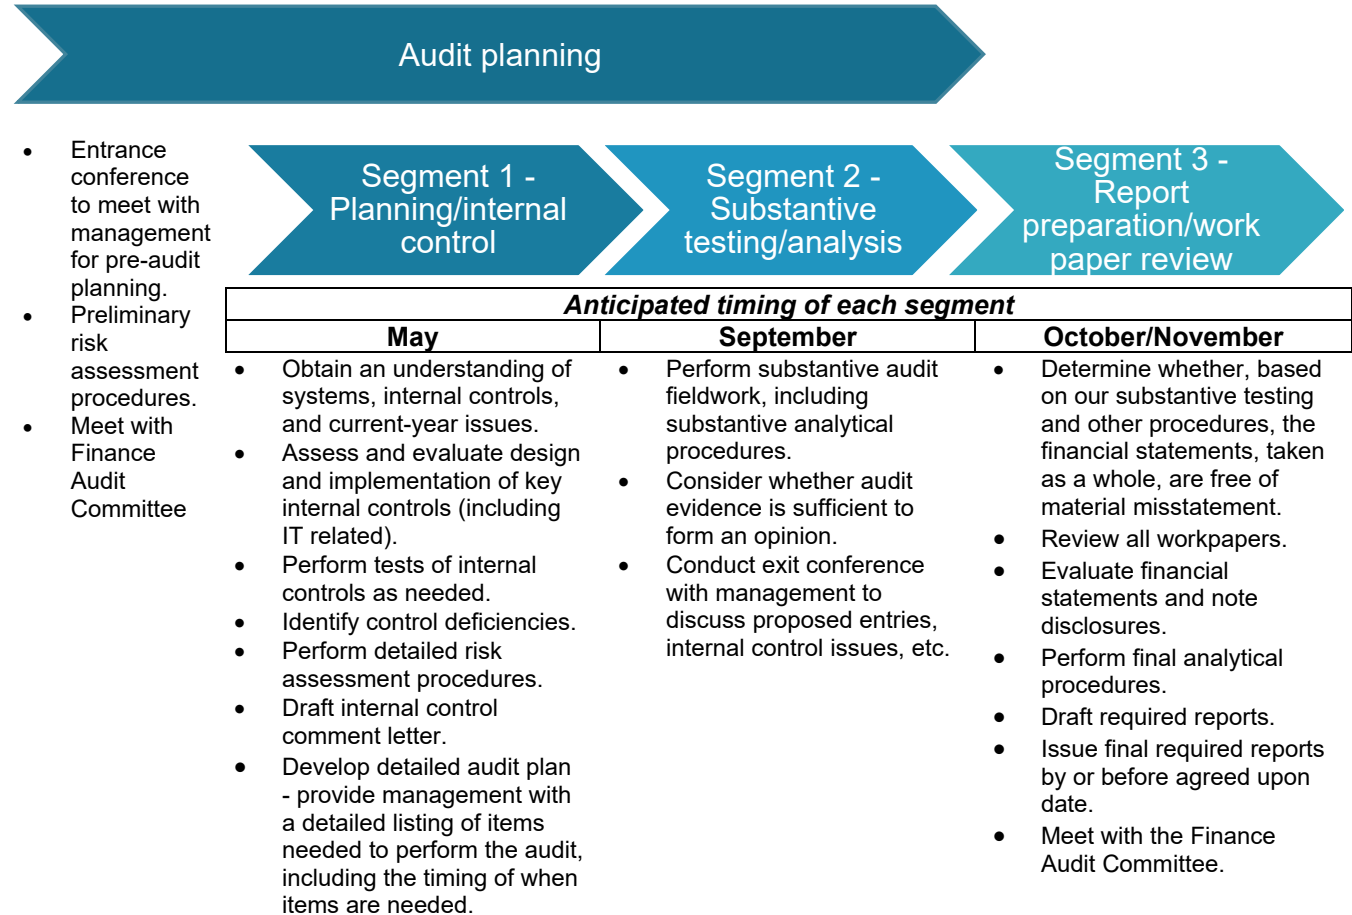 Audit planning
• Entrance
conference
to meet with
management
for pre-audit
planning.
• Preliminary
risk
assessment
procedures.
• Meet with
Finance
Audit
Committee
Segment 1 -
Planning/internal
control
Segment 2 -
Substantive
testing/analysis
Segment 3 -
Report
preparation/work
paper review
Anticipated timing of each segment
May
September
October/November
• Obtain an understanding of
systems, internal controls,
and current-year issues.
• Assess and evaluate design
and implementation of key
internal controls (including
IT related).
• Perform tests of internal
controls as needed.
• Identify control deficiencies.
• Perform detailed risk
assessment procedures.
• Draft internal control
comment letter.
• Develop detailed audit plan
- provide management with
a detailed listing of items
needed to perform the audit,
including the timing of when
items are needed.
• Perform substantive audit
fieldwork, including
substantive analytical
procedures.
• Consider whether audit
evidence is sufficient to
form an opinion.
• Conduct exit conference
with management to
discuss proposed entries,
internal control issues, etc.
• Determine whether, based
on our substantive testing
and other procedures, the
financial statements, taken
as a whole, are free of
material misstatement.
• Review all workpapers.
• Evaluate financial
statements and note
disclosures.
• Perform final analytical
procedures.
• Draft required reports.
• Issue final required reports
by or before agreed upon
date.
• Meet with the Finance
Audit Committee.